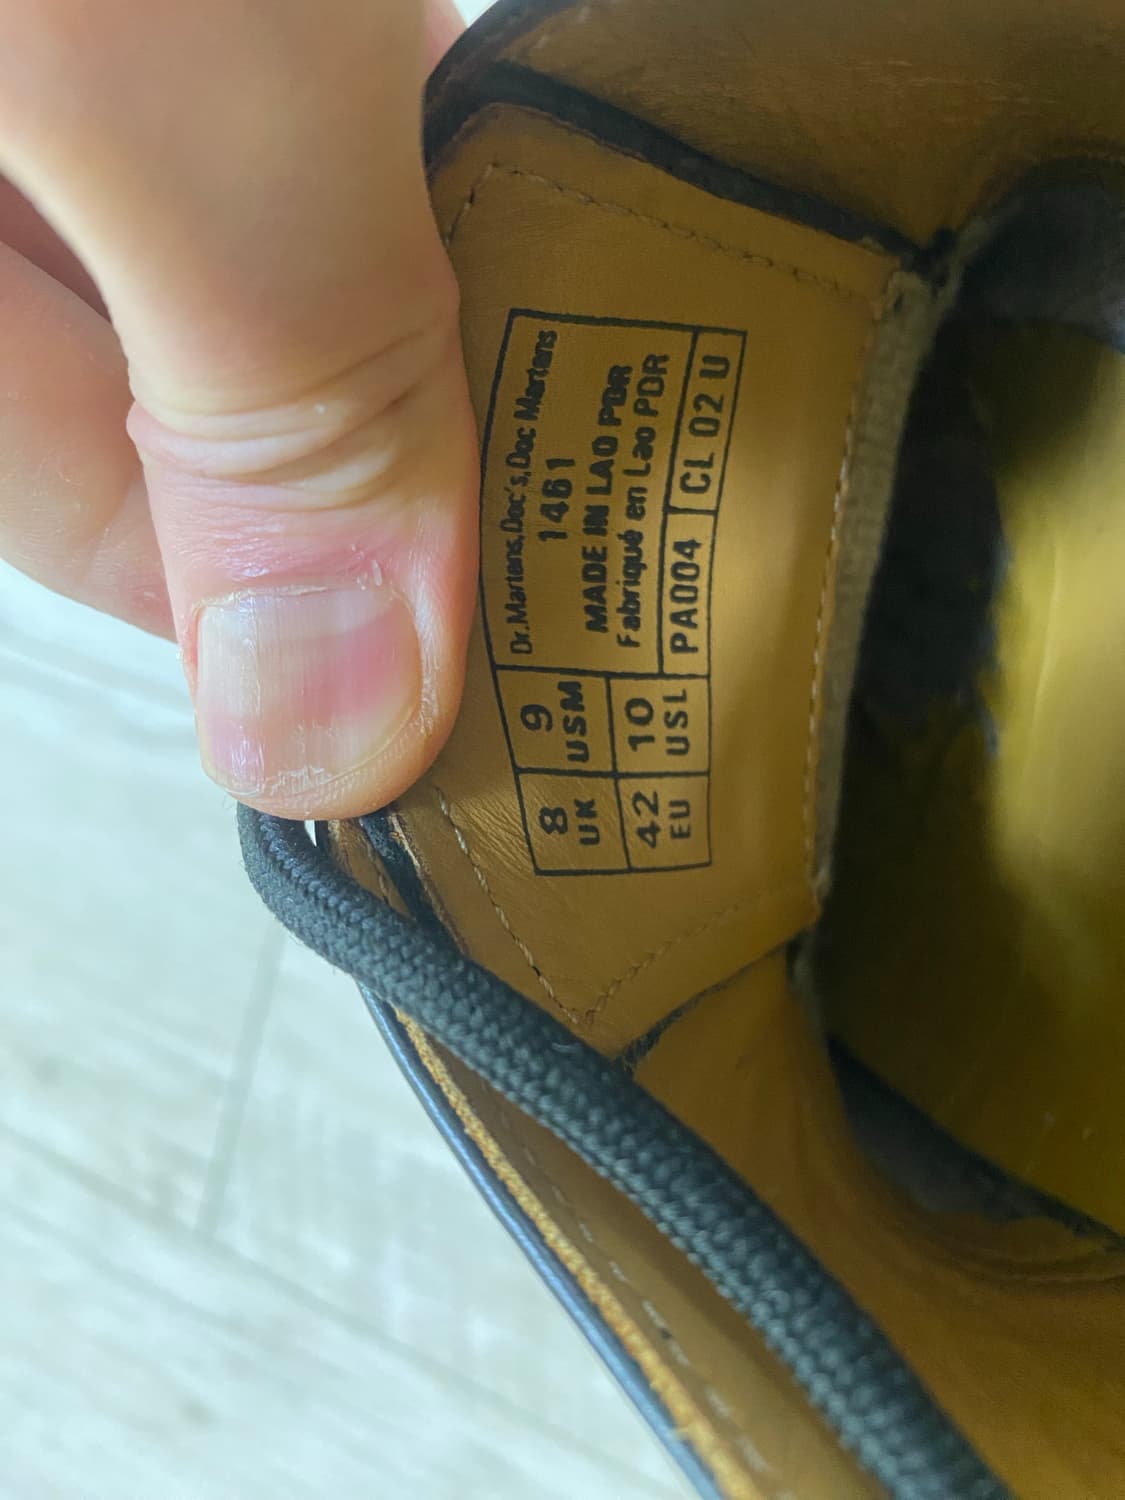 Dr.Martens,Doc's,Doc Martens
1461
MADE IN LAO PDR
Fabriqué en Lao PDR
PA004 CL 02 U
8 9
UK USM
42 10
EU USL